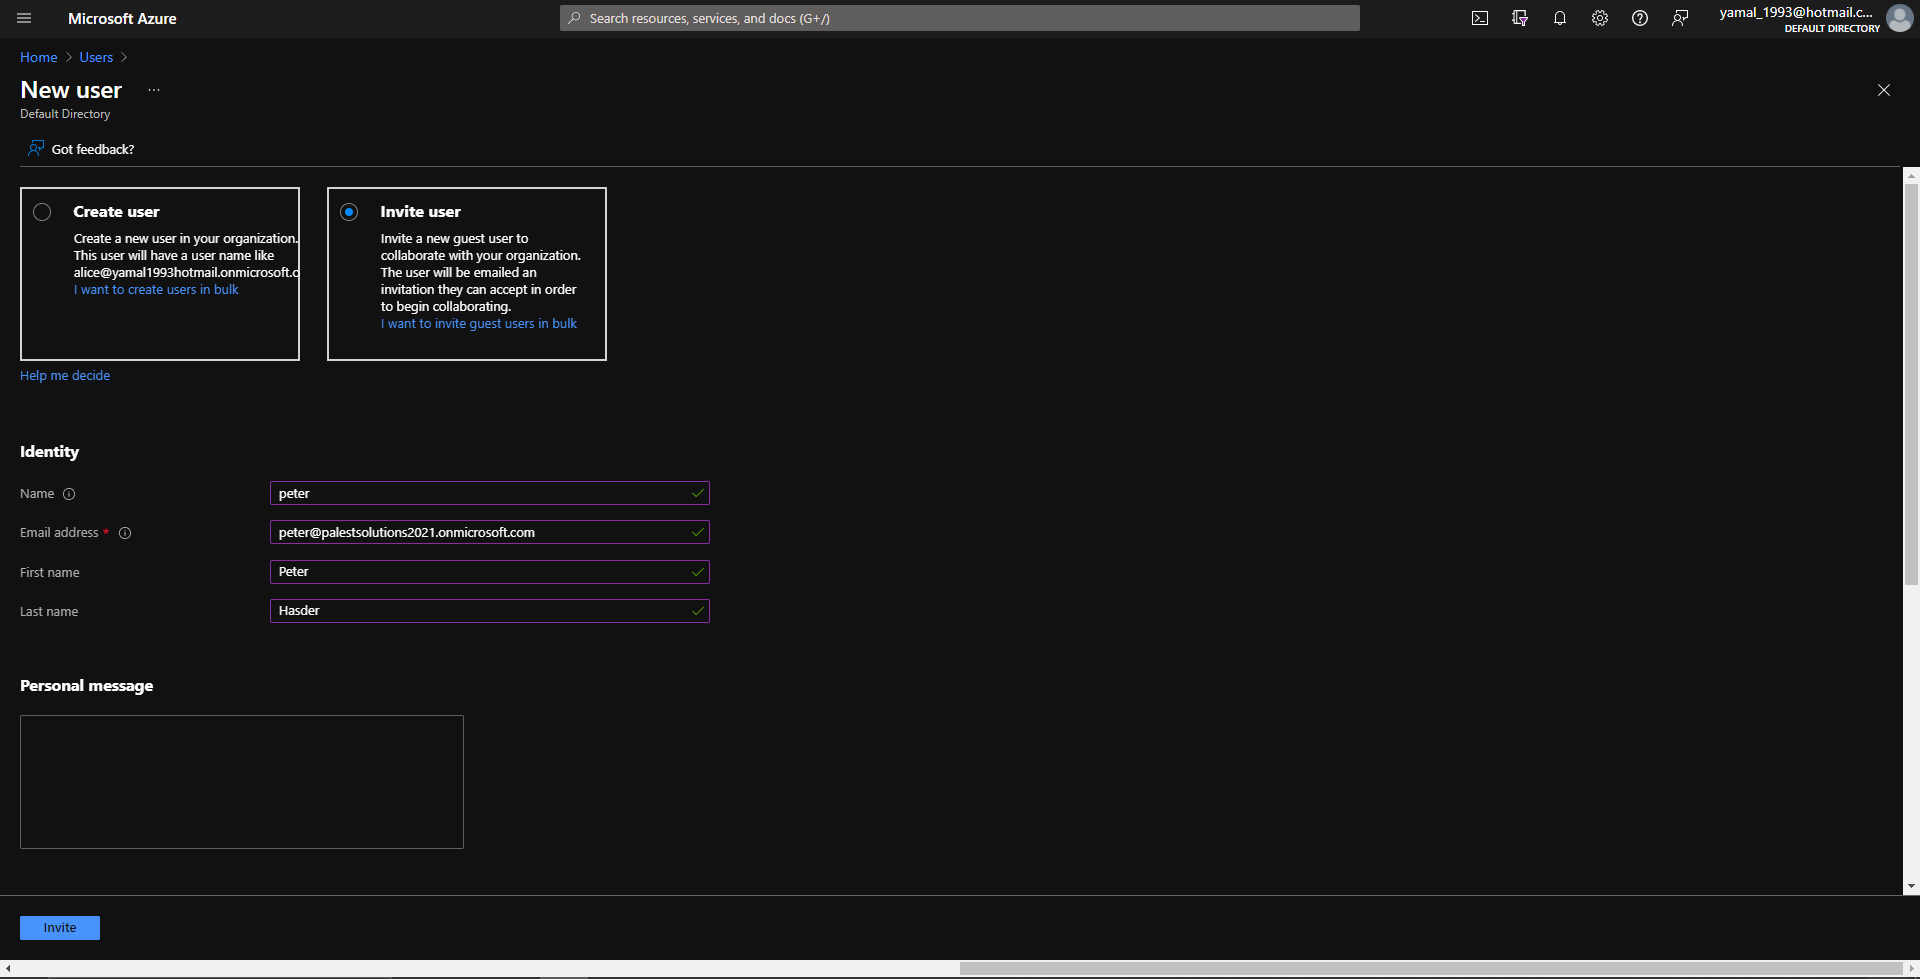 Microsoft Azure
Search resources, services, and docs (G+/)
yamal_1993@hotmail.c...
DEFAULT DIRECTORY
Home > Users >
New user ...
Default Directory
Got feedback?
Create user
Create a new user in your organization.
This user will have a user name like
alice@yamal1993hotmail.onmicrosoft.c
I want to create users in bulk
Invite user
Invite a new guest user to
collaborate with your organization.
The user will be emailed an
invitation they can accept in order
to begin collaborating.
I want to invite guest users in bulk
Help me decide
Identity
Name
peter
Email address *
peter@palestsolutions2021.onmicrosoft.com
First name
Peter
Last name
Hasder
Personal message
Invite